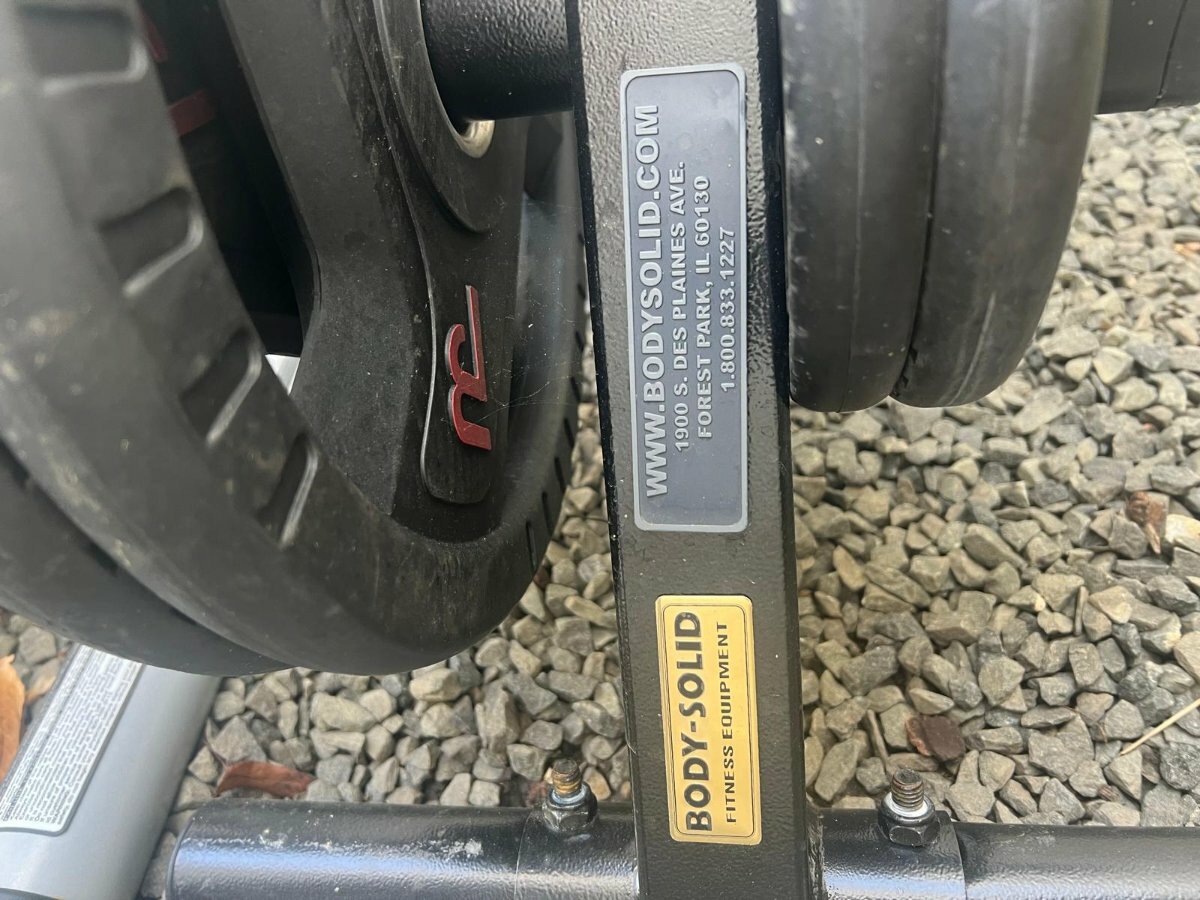 WWW.BODYSOLID.COM
1900 S. DES PLAINES AVE.
FOREST PARK, IL 60130
1.800.833.1227
BODY-SOLID
FITNESS EQUIPMENT